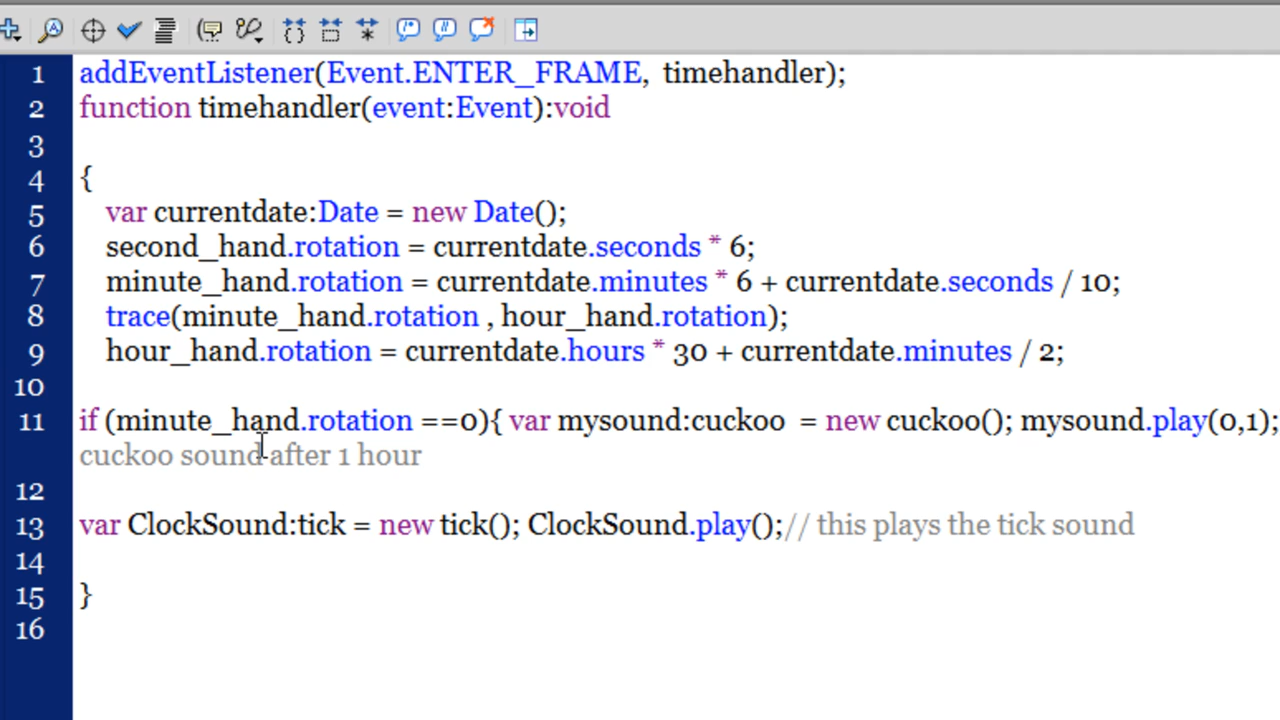 1 addEventListener(Event.ENTER_FRAME, timehandler);
2 function timehandler(event:Event):void
3
4 {
5 var currentdate:Date = new Date();
6 second_hand.rotation = currentdate.seconds * 6;
7 minute_hand.rotation = currentdate.minutes * 6 + currentdate.seconds / 10;
8 trace(minute_hand.rotation , hour_hand.rotation);
9 hour_hand.rotation = currentdate.hours * 30 + currentdate.minutes / 2;
10
11 if (minute_hand.rotation ==0){ var mysound:cuckoo = new cuckoo(); mysound.play(0,1);
cuckoo sound after 1 hour
12
13 var ClockSound:tick = new tick(); ClockSound.play();// this plays the tick sound
14
15 }
16